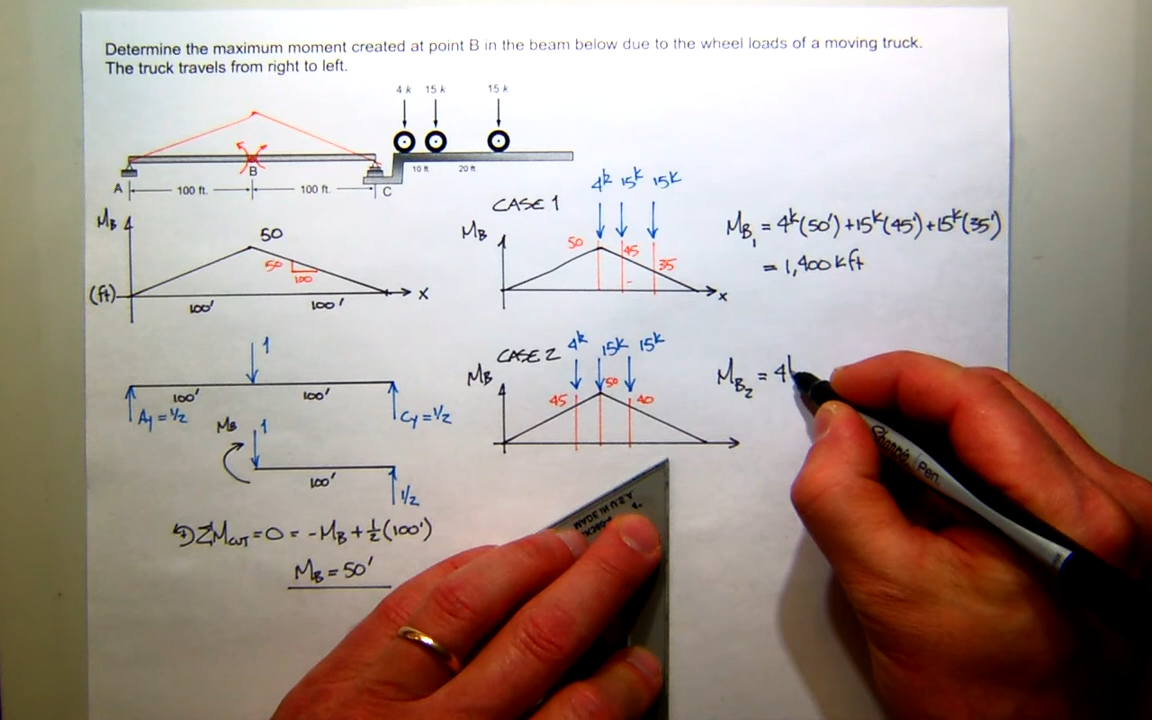 Determine the maximum moment created at point B in the beam below due to the wheel loads of a moving truck.
The truck travels from right to left.
4 k 15 k 15 k
10 ft. 20 ft.
B
A 100 ft. 100 ft. C
MB
50
50
100
(ft)
100' 100'
x
1
100' 100'
Ay = 1/2 Cy = 1/2
MB 1
100'
1/2
ΣMCUT = 0 = -MB + 1/2 (100')
MB = 50'
CASE 1
4k 15k 15k
MB
50 45 35
x
MB1 = 4k(50') + 15k(45') + 15k(35')
= 1,400 k ft
CASE 2
4k 15k 15k
MB
45 50 40
MB2 = 4k
Sharpie Pen.